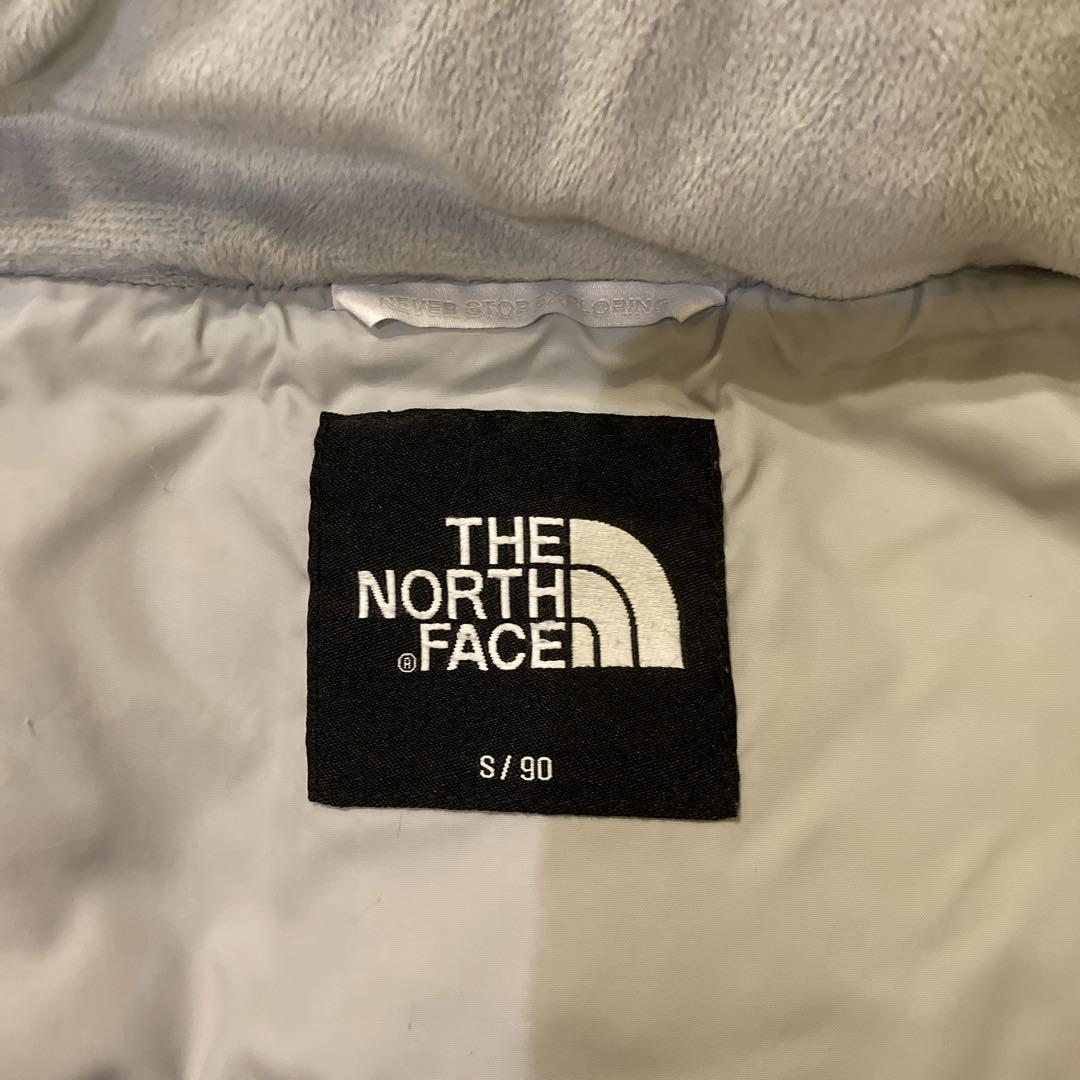 NEVER STOP EXPLORING
THE
NORTH
® FACE
S / 90